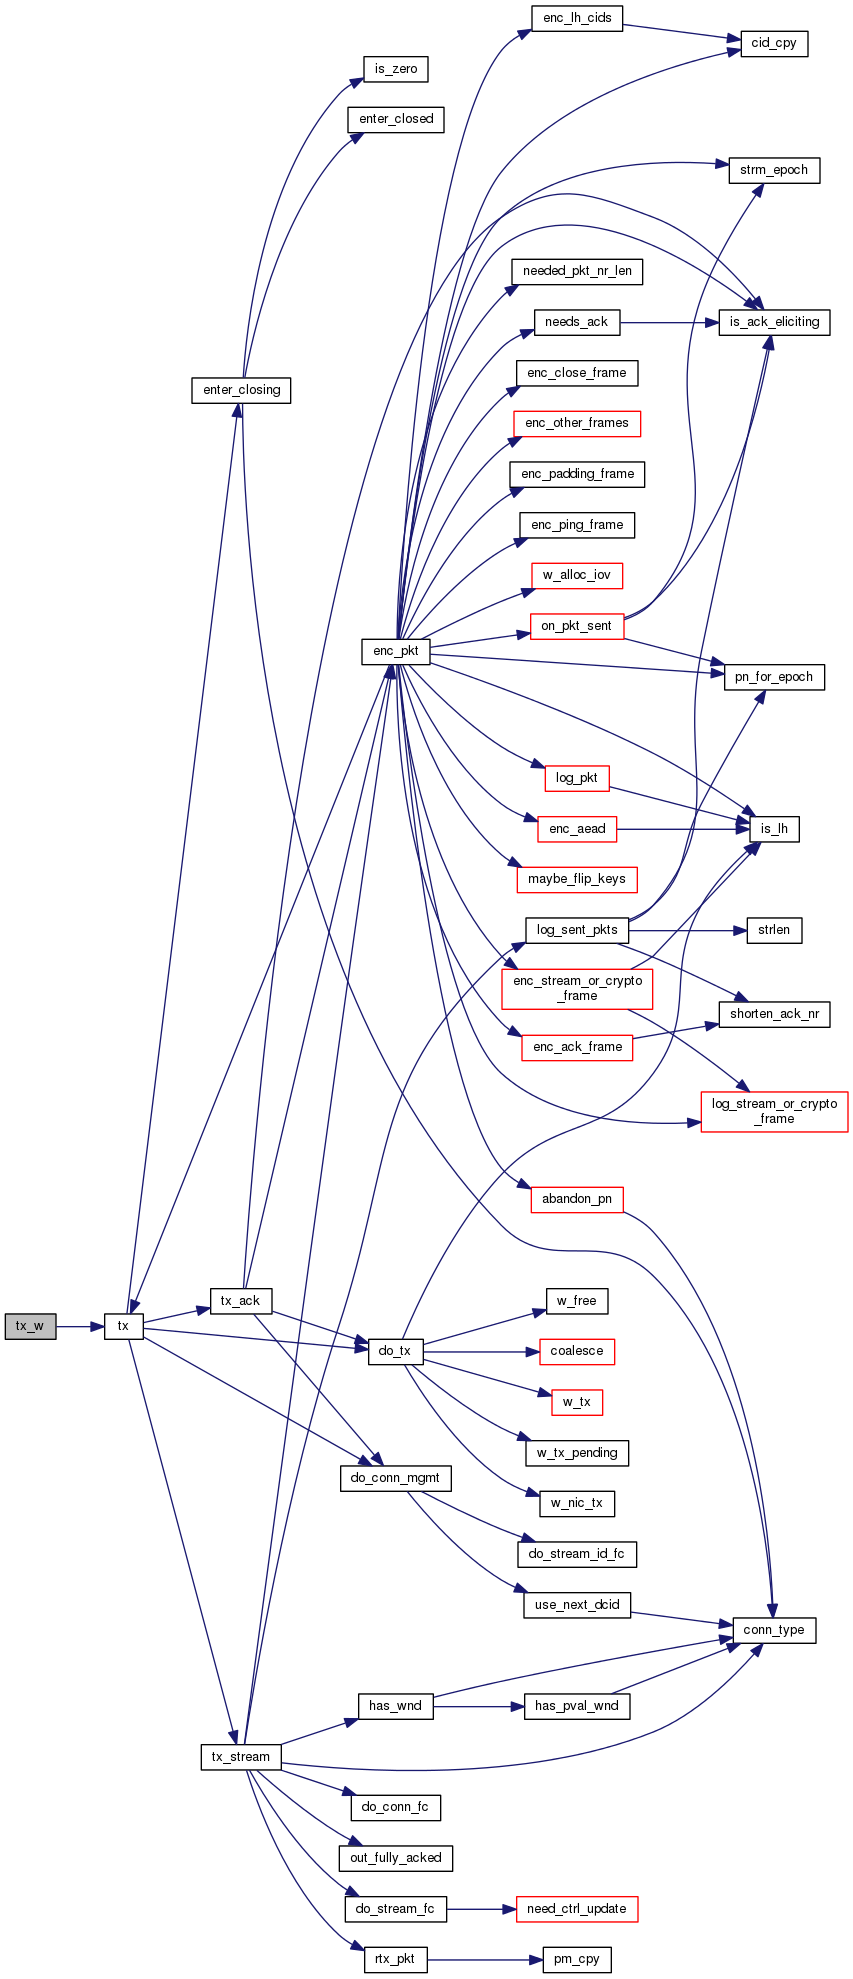 enc_lh_cids
cid_cpy
is_zero
enter_closed
strm_epoch
needed_pkt_nr_len
needs_ack
is_ack_eliciting
enc_close_frame
enter_closing
enc_other_frames
enc_padding_frame
enc_ping_frame
w_alloc_iov
on_pkt_sent
enc_pkt
pn_for_epoch
log_pkt
enc_aead
is_lh
maybe_flip_keys
log_sent_pkts
strlen
enc_stream_or_crypto
_frame
shorten_ack_nr
enc_ack_frame
log_stream_or_crypto
_frame
abandon_pn
tx_ack
w_free
tx_w
tx
do_tx
coalesce
w_tx
w_tx_pending
do_conn_mgmt
w_nic_tx
do_stream_id_fc
use_next_dcid
conn_type
has_wnd
has_pval_wnd
tx_stream
do_conn_fc
out_fully_acked
do_stream_fc
need_ctrl_update
rtx_pkt
pm_cpy